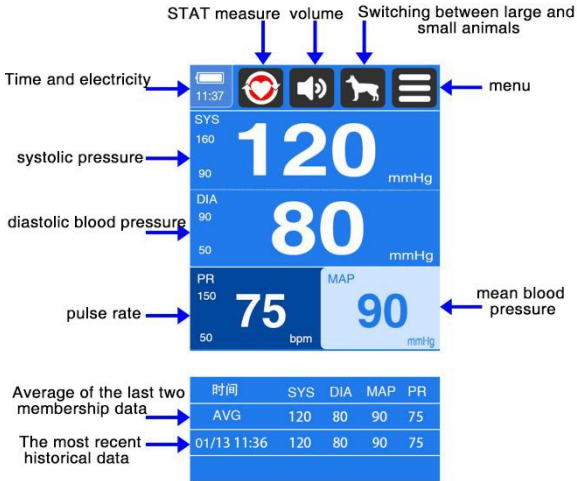 STAT measure
volume
Switching between large and
small animals
Time and electricity
11:37
menu
SYS
160
90
120
mmHg
systolic pressure
DIA
90
50
80
mmHg
diastolic blood pressure
PR
150
50
75
bpm
pulse rate
MAP
90
mmHg
mean blood
pressure
时间 SYS DIA MAP PR
Average of the last two
membership data
AVG 120 80 90 75
The most recent
historical data
01/13 11:36 120 80 90 75